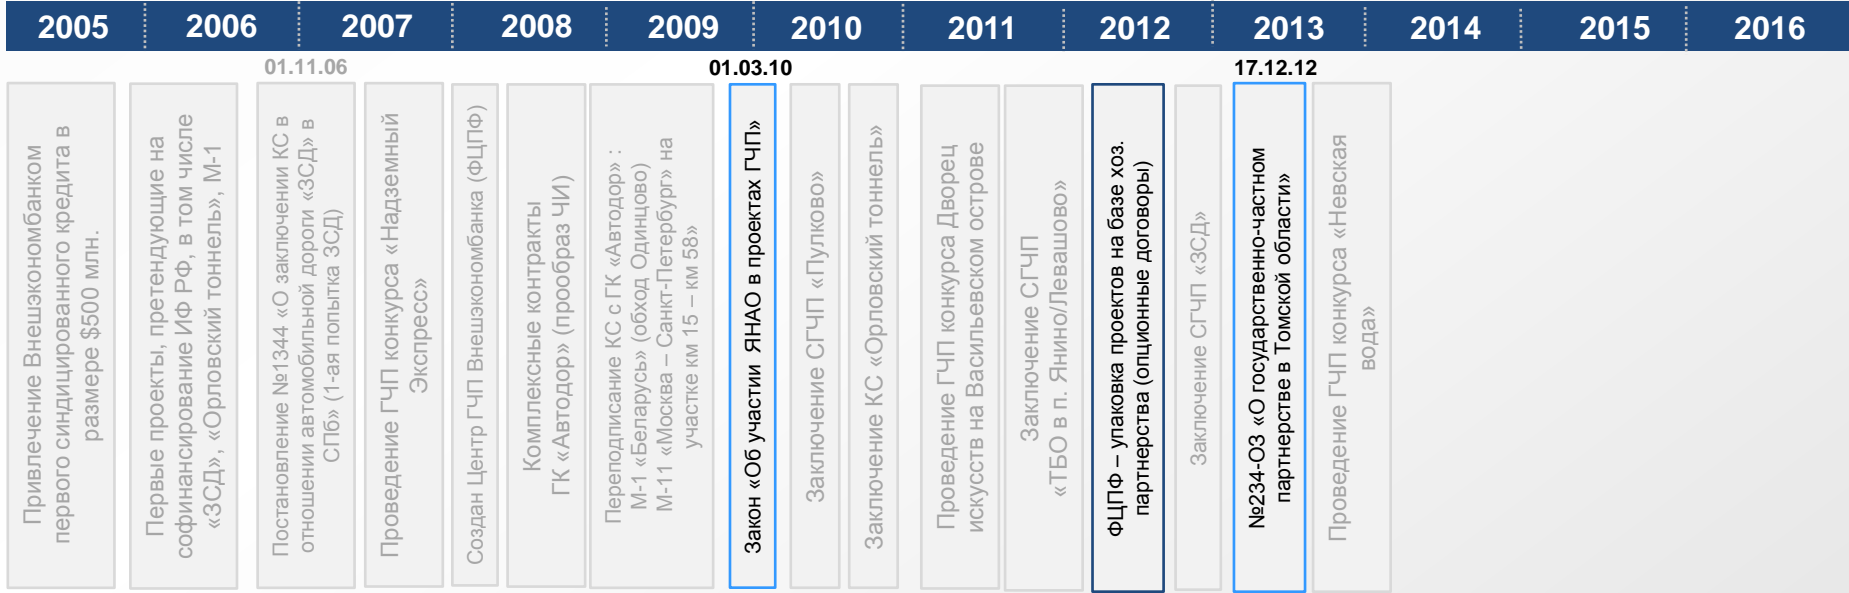 2005
2006
2007
2008
2009
2010
2011
2012
2013
2014
2015
2016
01.11.06
01.03.10
17.12.12
Привлечение Внешэкономбанком
первого синдицированного кредита в
размере $500 млн.
Первые проекты, претендующие на
софинансирование ИФ РФ, в том числе
«ЗСД», «Орловский тоннель», М-1
Постановление №1344 «О заключении КС в
отношении автомобильной дороги «ЗСД» в
СПб» (1-ая попытка ЗСД)
Проведение ГЧП конкурса «Надземный
Экспресс»
Создан Центр ГЧП Внешэкономбанка (ФЦПФ)
Комплексные контракты
ГК «Автодор» (прообраз ЧИ)
Переподписание КС с ГК «Автодор» :
М-1 «Беларусь» (обход Одинцово)
М-11 «Москва – Санкт-Петербург» на
участке км 15 – км 58»
Закон «Об участии ЯНАО в проектах ГЧП»
Заключение СГЧП «Пулково»
Заключение КС «Орловский тоннель»
Проведение ГЧП конкурса Дворец
искусств на Васильевском острове
Заключение СГЧП
«ТБО в п. Янино/Левашово»
ФЦПФ – упаковка проектов на базе хоз.
партнерства (опционные договоры)
Заключение СГЧП «ЗСД»
№234-ОЗ «О государственно-частном
партнерстве в Томской области»
Проведение ГЧП конкурса «Невская
вода»